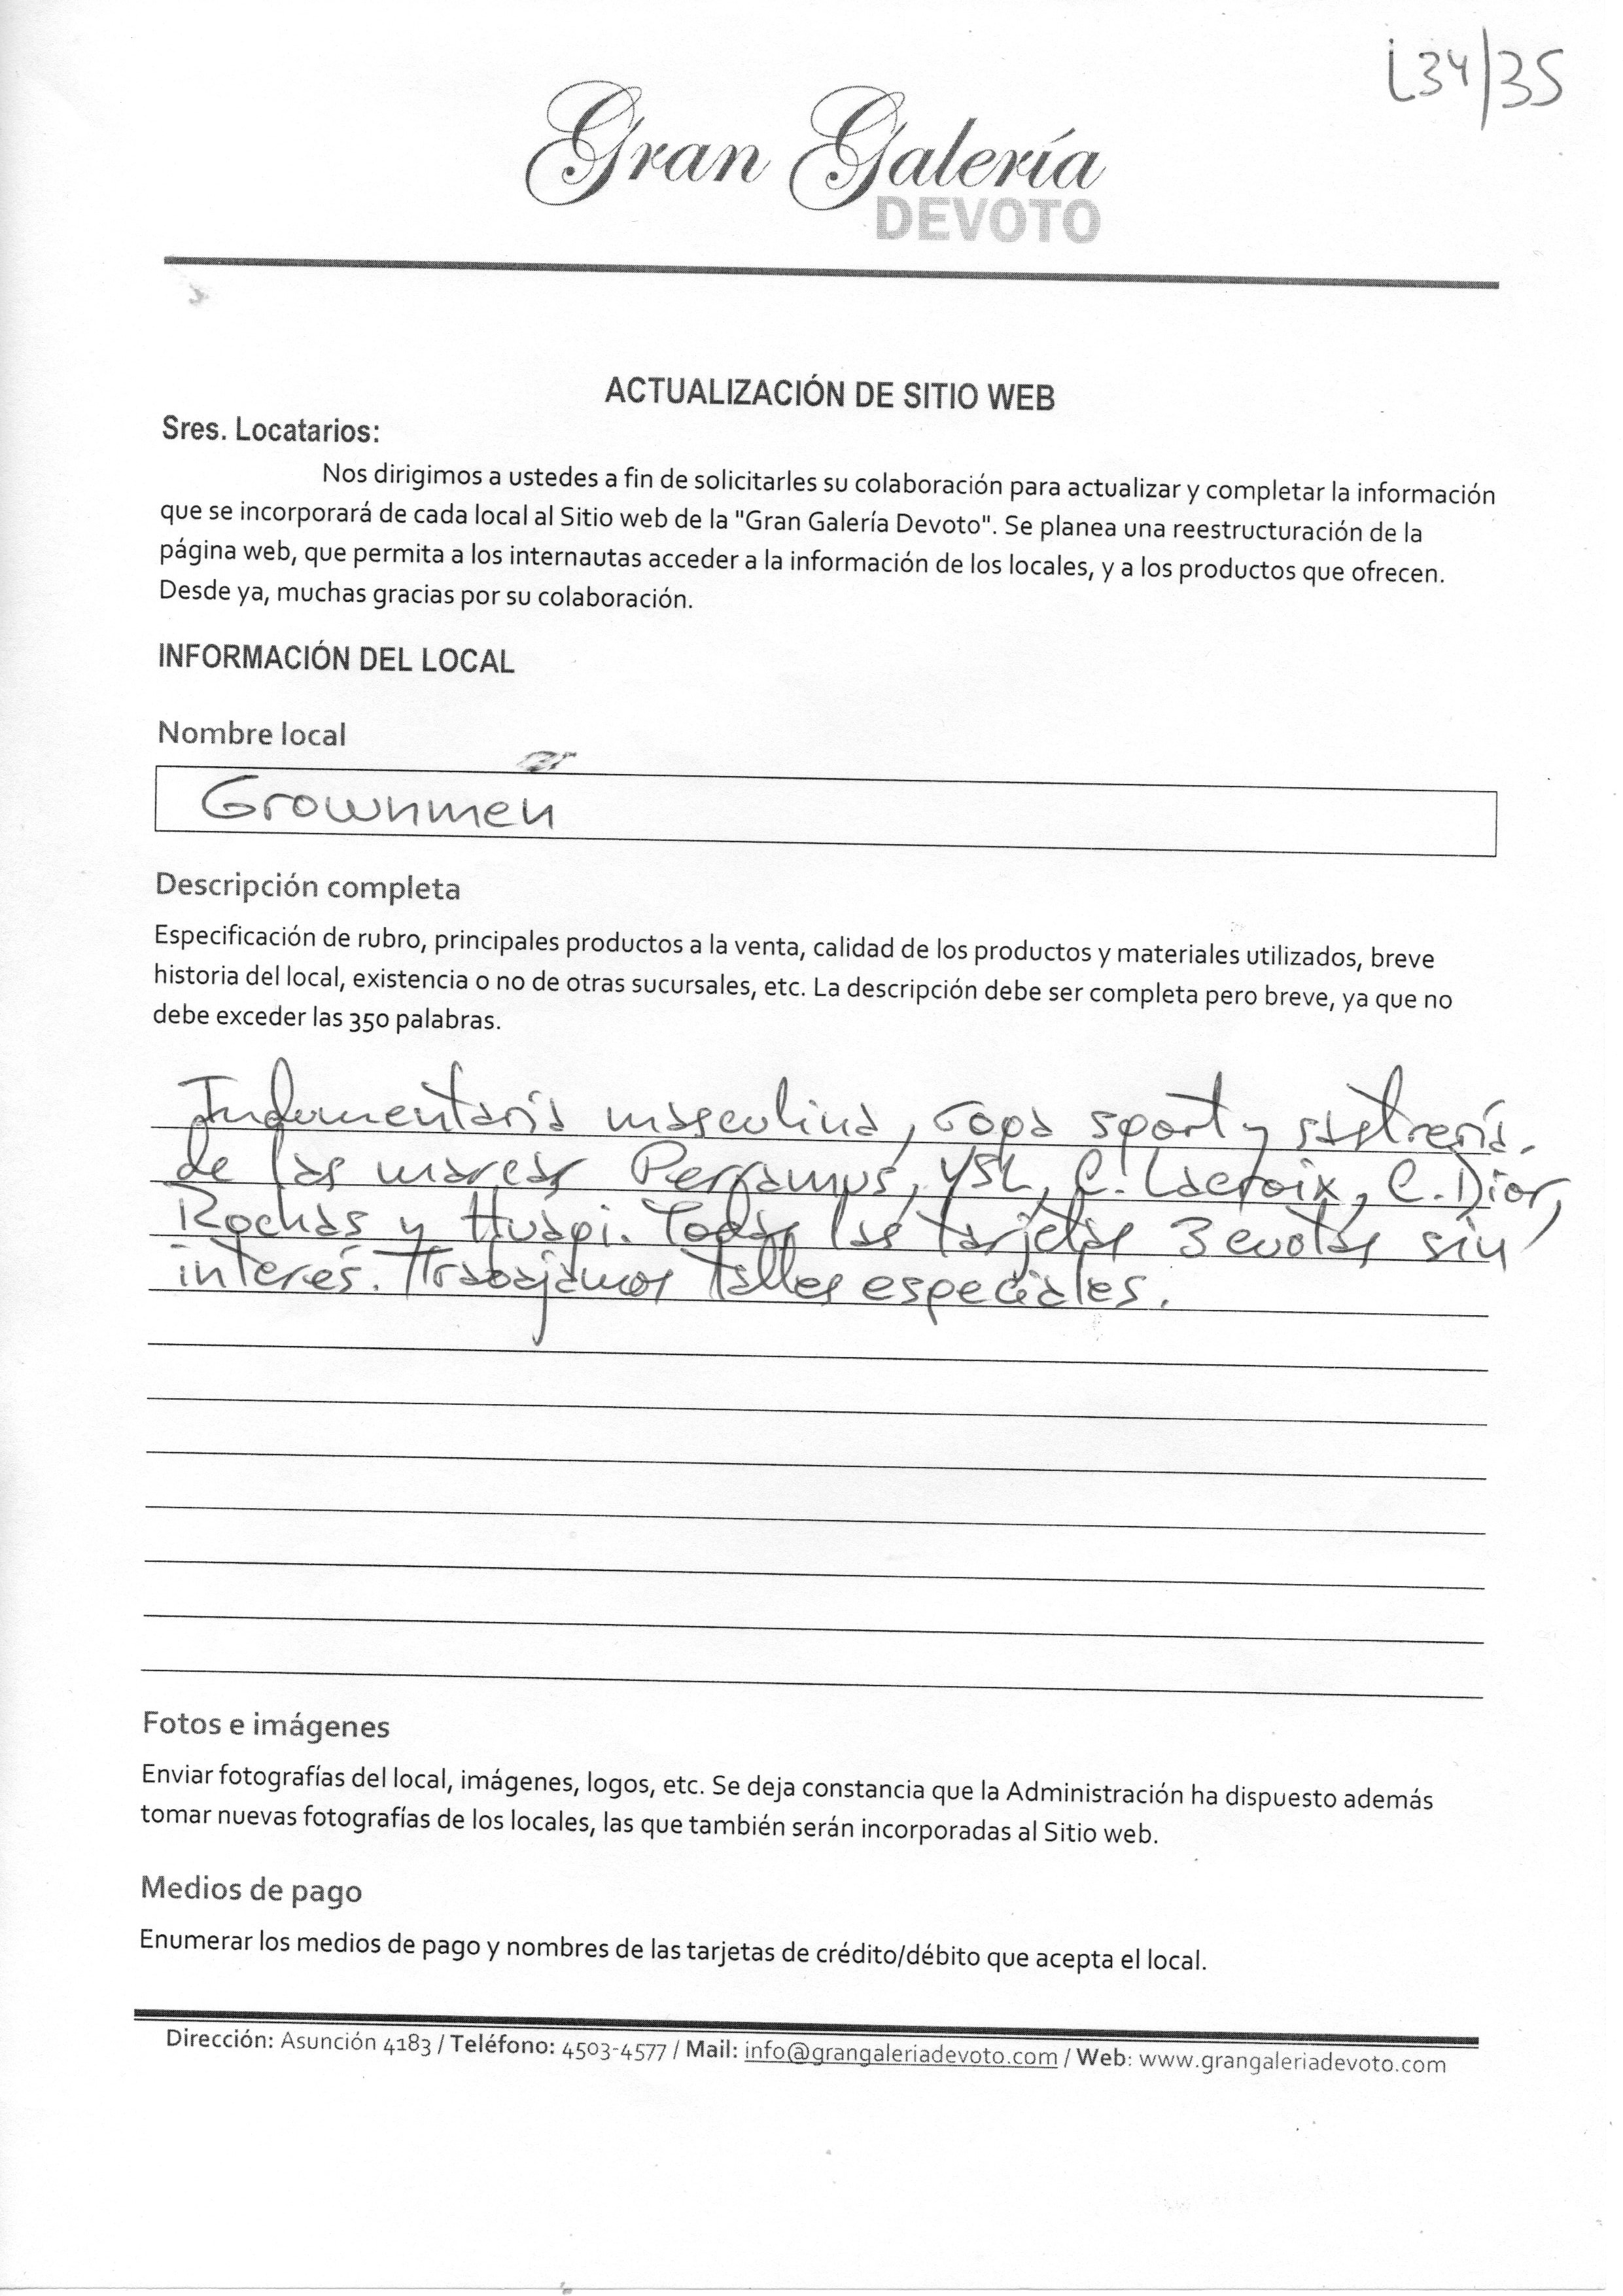 L34/35
Gran Galería
DEVOTO
ACTUALIZACIÓN DE SITIO WEB
Sres. Locatarios:
Nos dirigimos a ustedes a fin de solicitarles su colaboración para actualizar y completar la información
que se incorporará de cada local al Sitio web de la "Gran Galería Devoto". Se planea una reestructuración de la
página web, que permita a los internautas acceder a la información de los locales, y a los productos que ofrecen.
Desde ya, muchas gracias por su colaboración.
INFORMACIÓN DEL LOCAL
Nombre local
Grownmen
Descripción completa
Especificación de rubro, principales productos a la venta, calidad de los productos y materiales utilizados, breve
historia del local, existencia o no de otras sucursales, etc. La descripción debe ser completa pero breve, ya que no
debe exceder las 350 palabras.
Indumentaria masculina, ropa sport y sastrería.
de las marcas Perramus, YSL, C. Lacroix, C. Dior,
Rochas y Huapi. Todas las tarjetas 3 cuotas sin
interés. Trabajamos talles especiales.
Fotos e imágenes
Enviar fotografías del local, imágenes, logos, etc. Se deja constancia que la Administración ha dispuesto además
tomar nuevas fotografías de los locales, las que también serán incorporadas al Sitio web.
Medios de pago
Enumerar los medios de pago y nombres de las tarjetas de crédito/débito que acepta el local.
Dirección: Asunción 4183 / Teléfono: 4503-4577 / Mail: info@grangaleriadevoto.com / Web: www.grangaleriadevoto.com